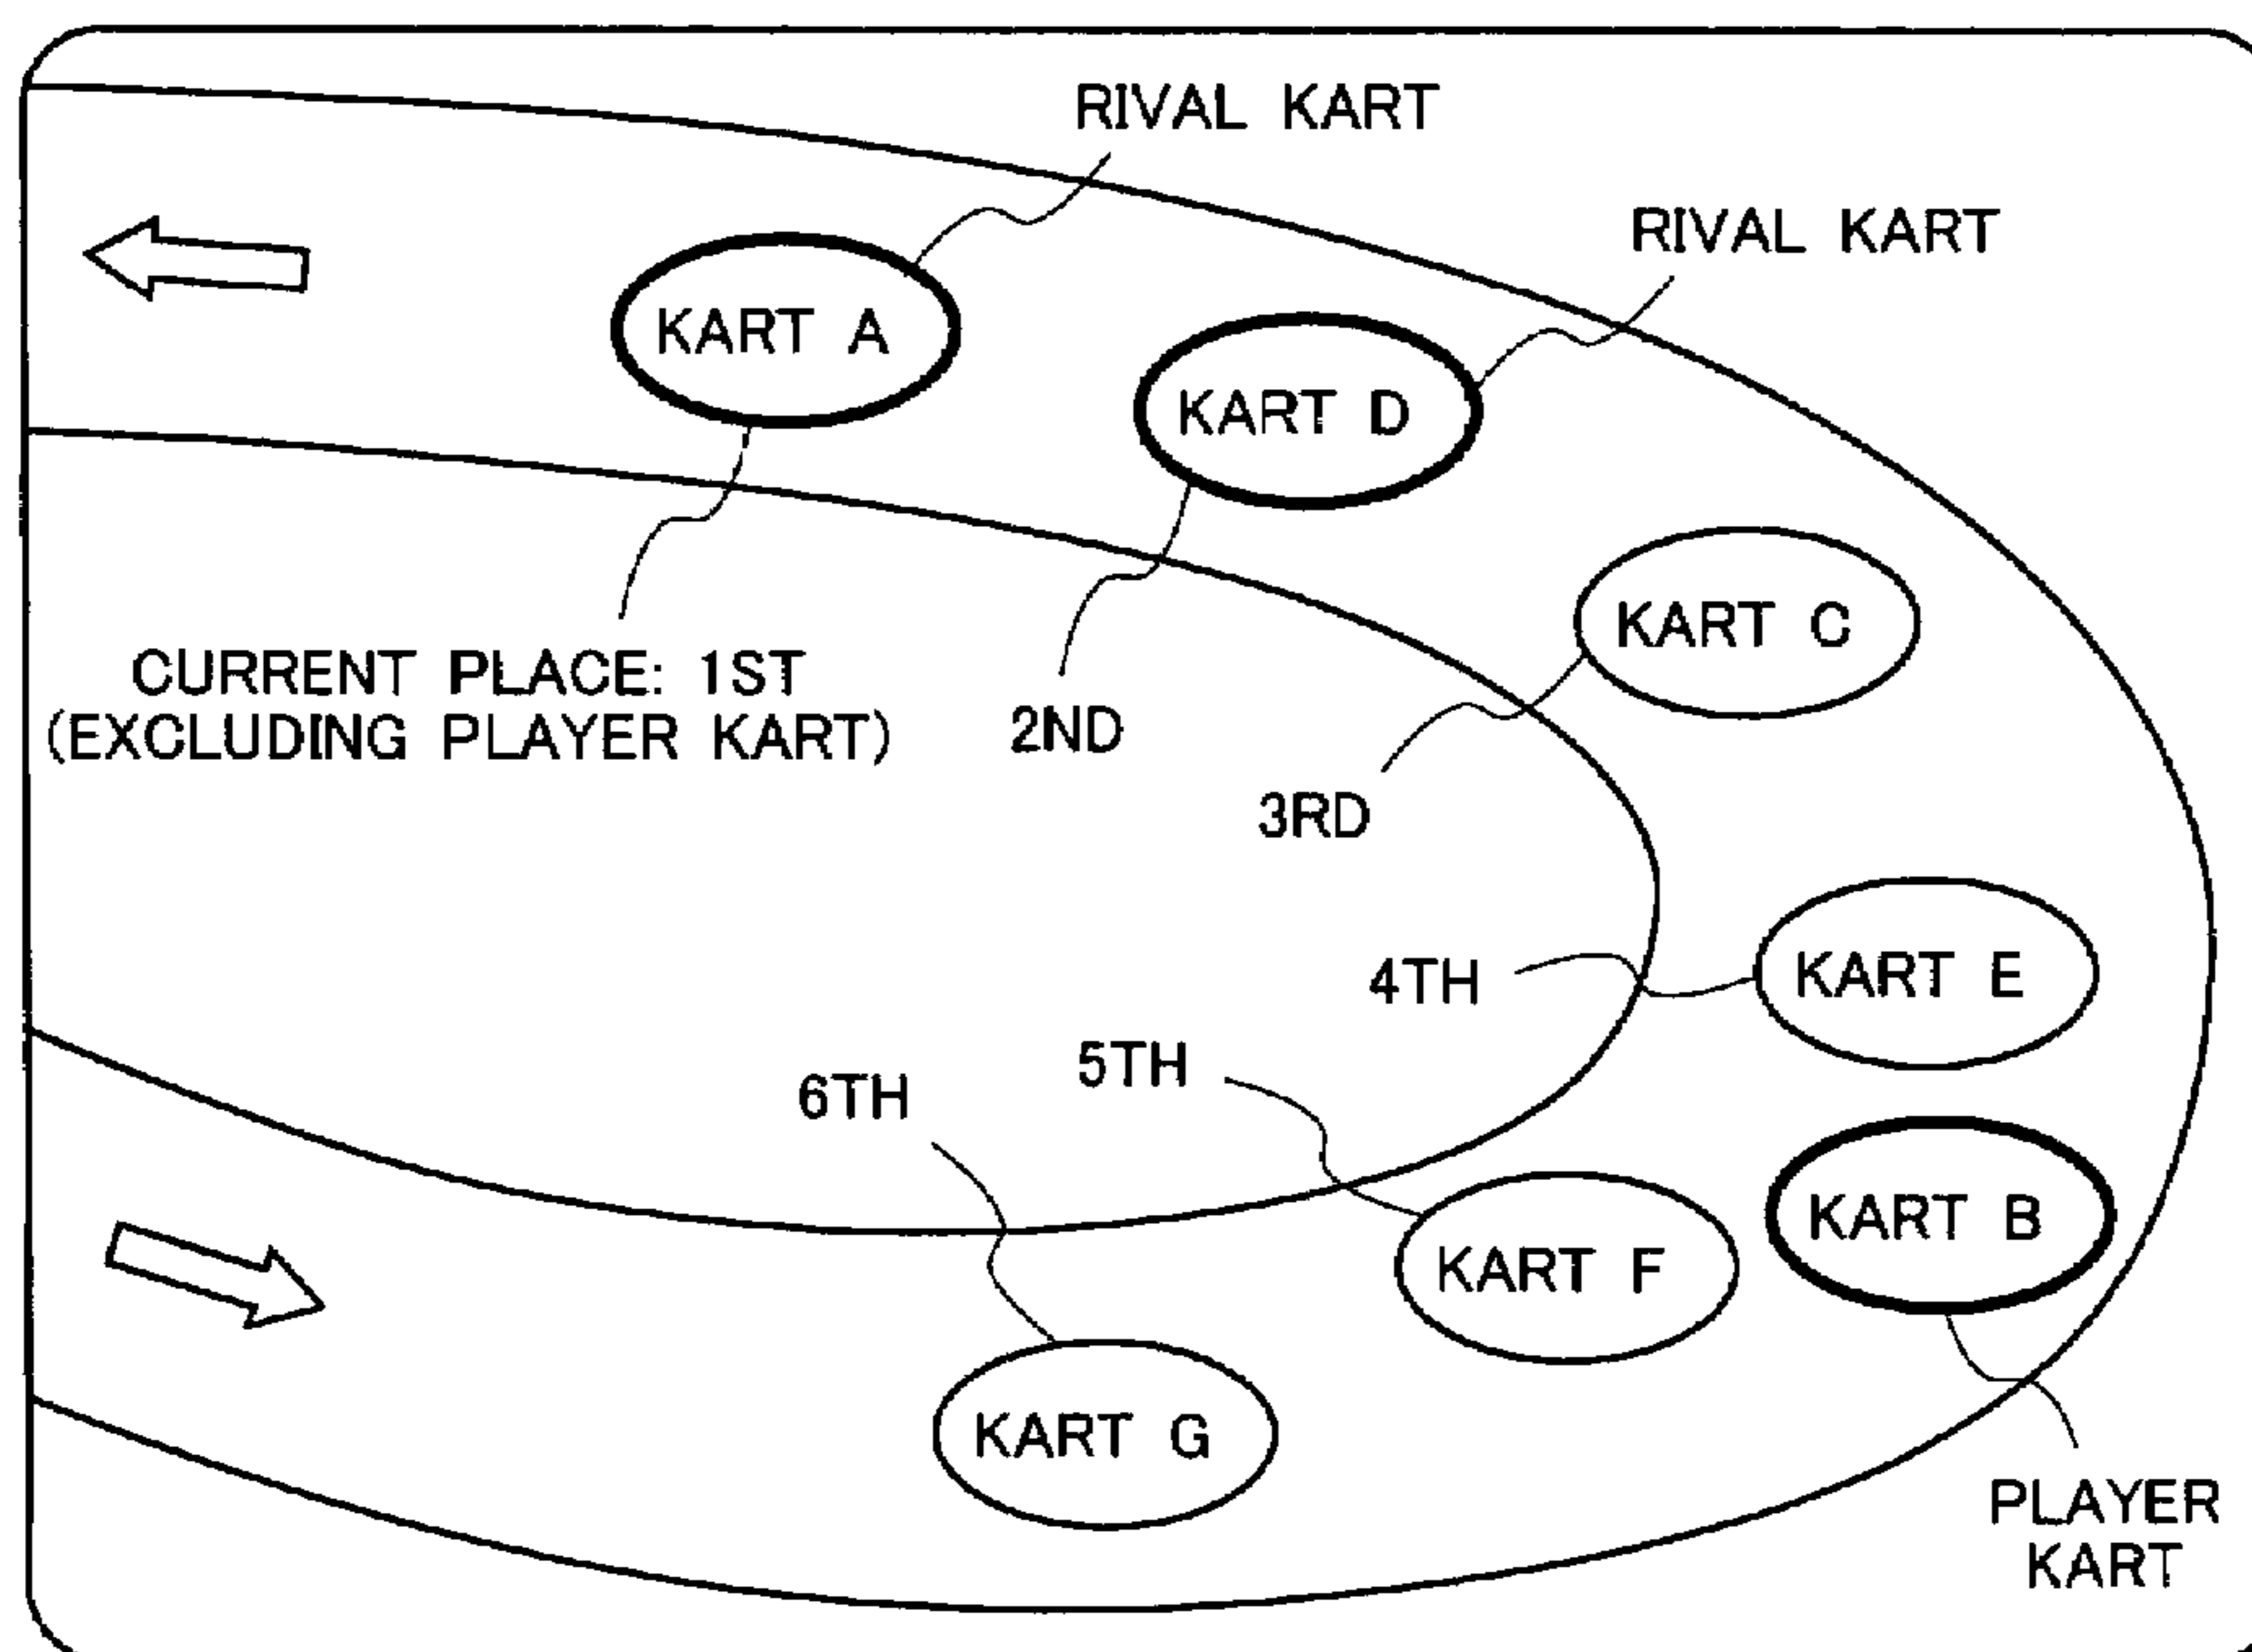 RIVAL KART
RIVAL KART
KART A
KART D
KART C
CURRENT PLACE: 1ST
(EXCLUDING PLAYER KART)
2ND
3RD
4TH
KART E
5TH
6TH
KART B
KART F
KART G
PLAYER
KART